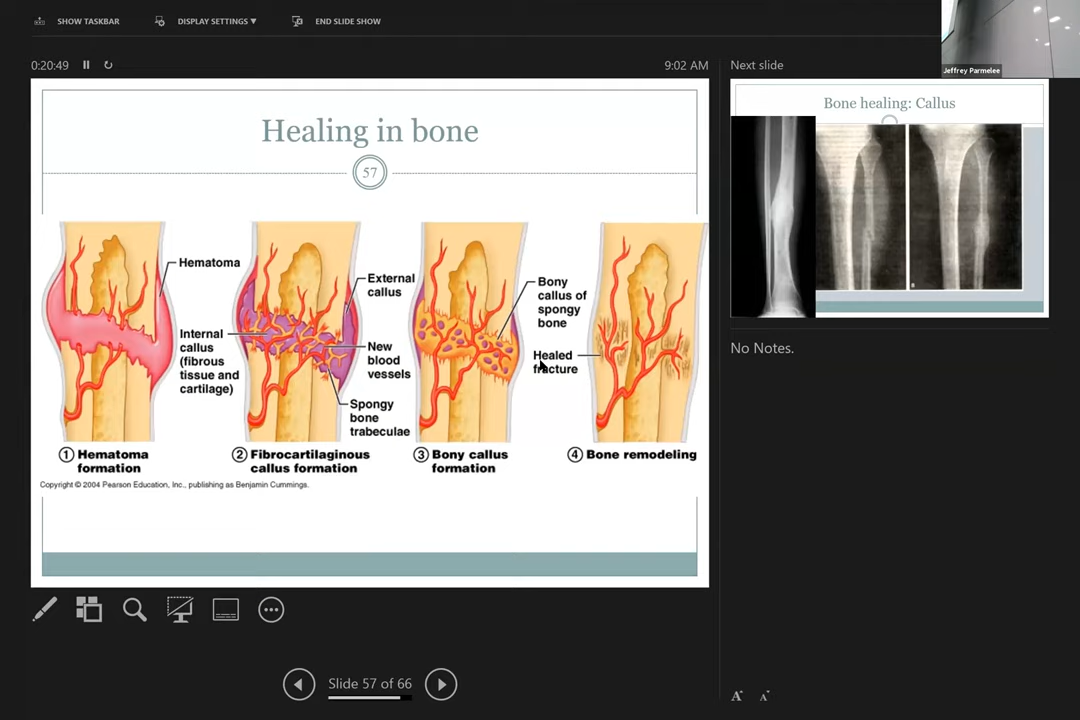 SHOW TASKBAR
DISPLAY SETTINGS ▼
END SLIDE SHOW
Jeffrey Parmelee
0:20:49
9:02 AM
Next slide
Healing in bone
57
Hematoma
Internal
callus
(fibrous
tissue and
cartilage)
External
callus
New
blood
vessels
Spongy
bone
trabeculae
Bony
callus of
spongy
bone
Healed
fracture
① Hematoma
formation
② Fibrocartilaginous
callus formation
③ Bony callus
formation
④ Bone remodeling
Copyright © 2004 Pearson Education, Inc., publishing as Benjamin Cummings.
Bone healing: Callus
No Notes.
Slide 57 of 66
A
A